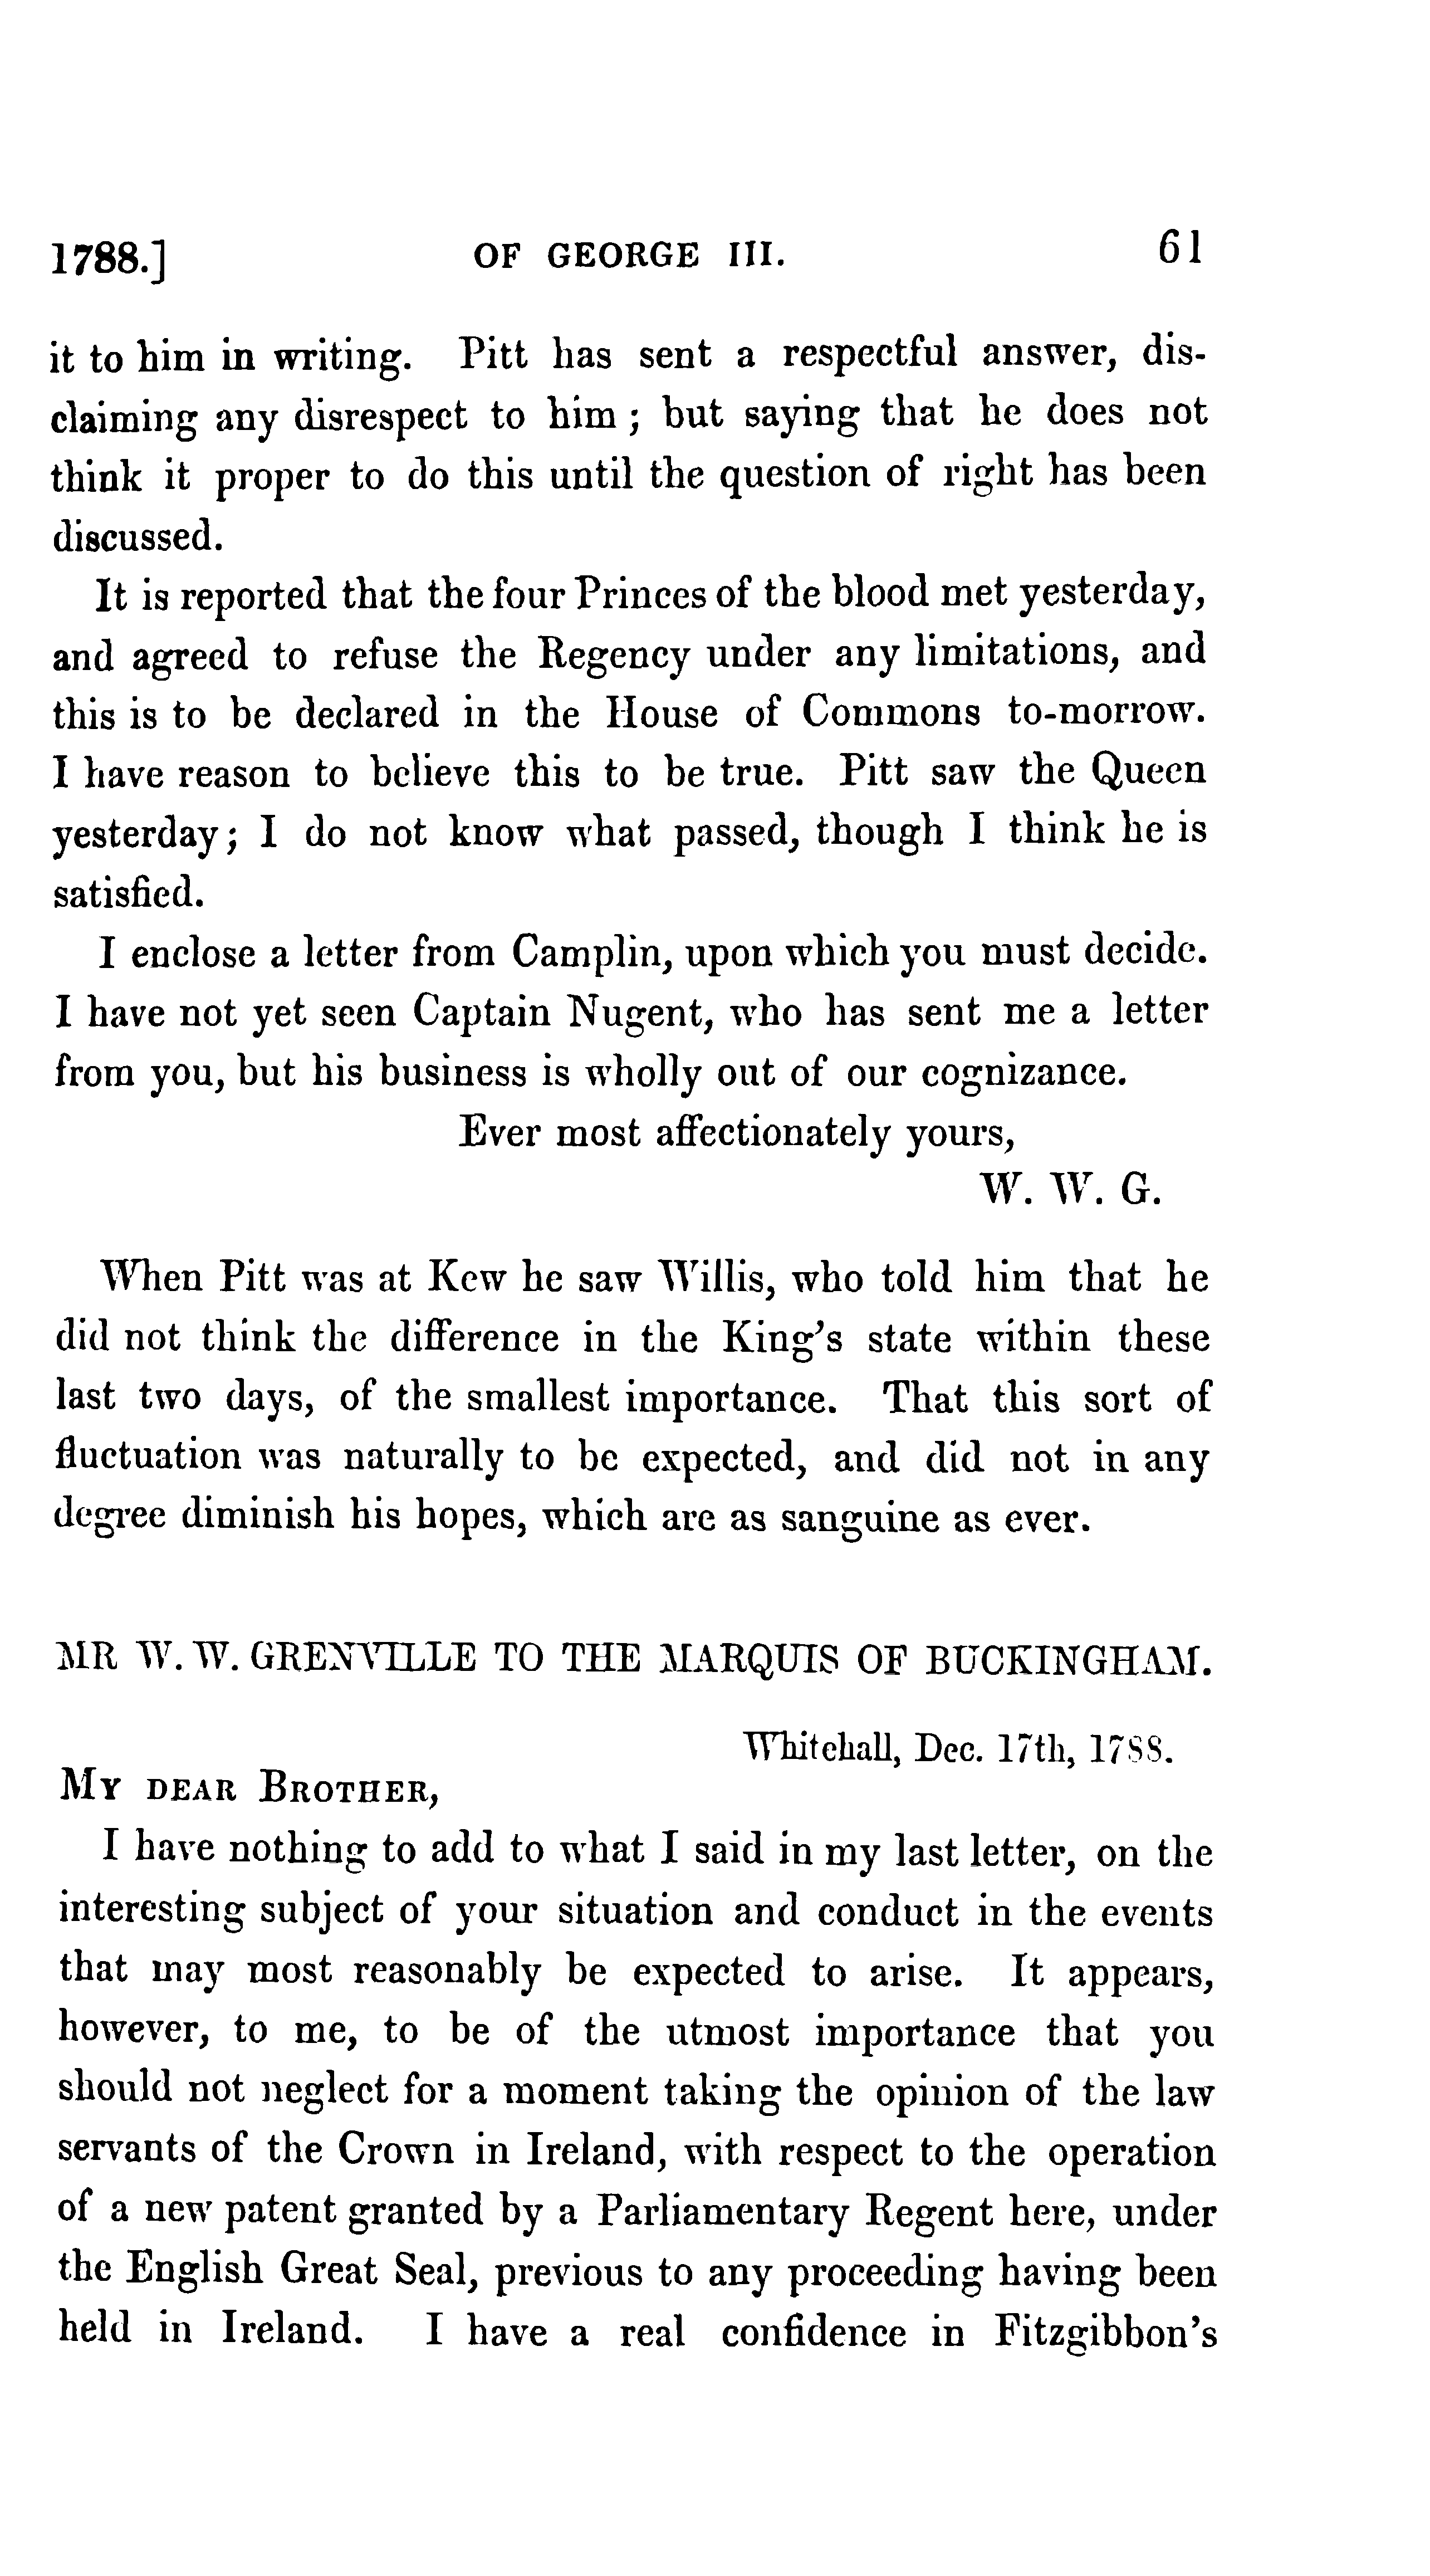 1788.] OF GEORGE III. 61
it to him in writing. Pitt has sent a respectful answer, dis-
claiming any disrespect to him ; but saying that he does not
think it proper to do this until the question of right has been
discussed.
It is reported that the four Princes of the blood met yesterday,
and agreed to refuse the Regency under any limitations, and
this is to be declared in the House of Commons to-morrow.
I have reason to believe this to be true. Pitt saw the Queen
yesterday; I do not know what passed, though I think he is
satisfied.
I enclose a letter from Camplin, upon which you must decide.
I have not yet seen Captain Nugent, who has sent me a letter
from you, but his business is wholly out of our cognizance.
Ever most affectionately yours,
W. W. G.
When Pitt was at Kew he saw Willis, who told him that he
did not think the difference in the King's state within these
last two days, of the smallest importance. That this sort of
fluctuation was naturally to be expected, and did not in any
degree diminish his hopes, which are as sanguine as ever.
MR W. W. GRENVILLE TO THE MARQUIS OF BUCKINGHAM.
Whitehall, Dec. 17th, 1788.
MY DEAR BROTHER,
I have nothing to add to what I said in my last letter, on the
interesting subject of your situation and conduct in the events
that may most reasonably be expected to arise. It appears,
however, to me, to be of the utmost importance that you
should not neglect for a moment taking the opinion of the law
servants of the Crown in Ireland, with respect to the operation
of a new patent granted by a Parliamentary Regent here, under
the English Great Seal, previous to any proceeding having been
held in Ireland. I have a real confidence in Fitzgibbon's